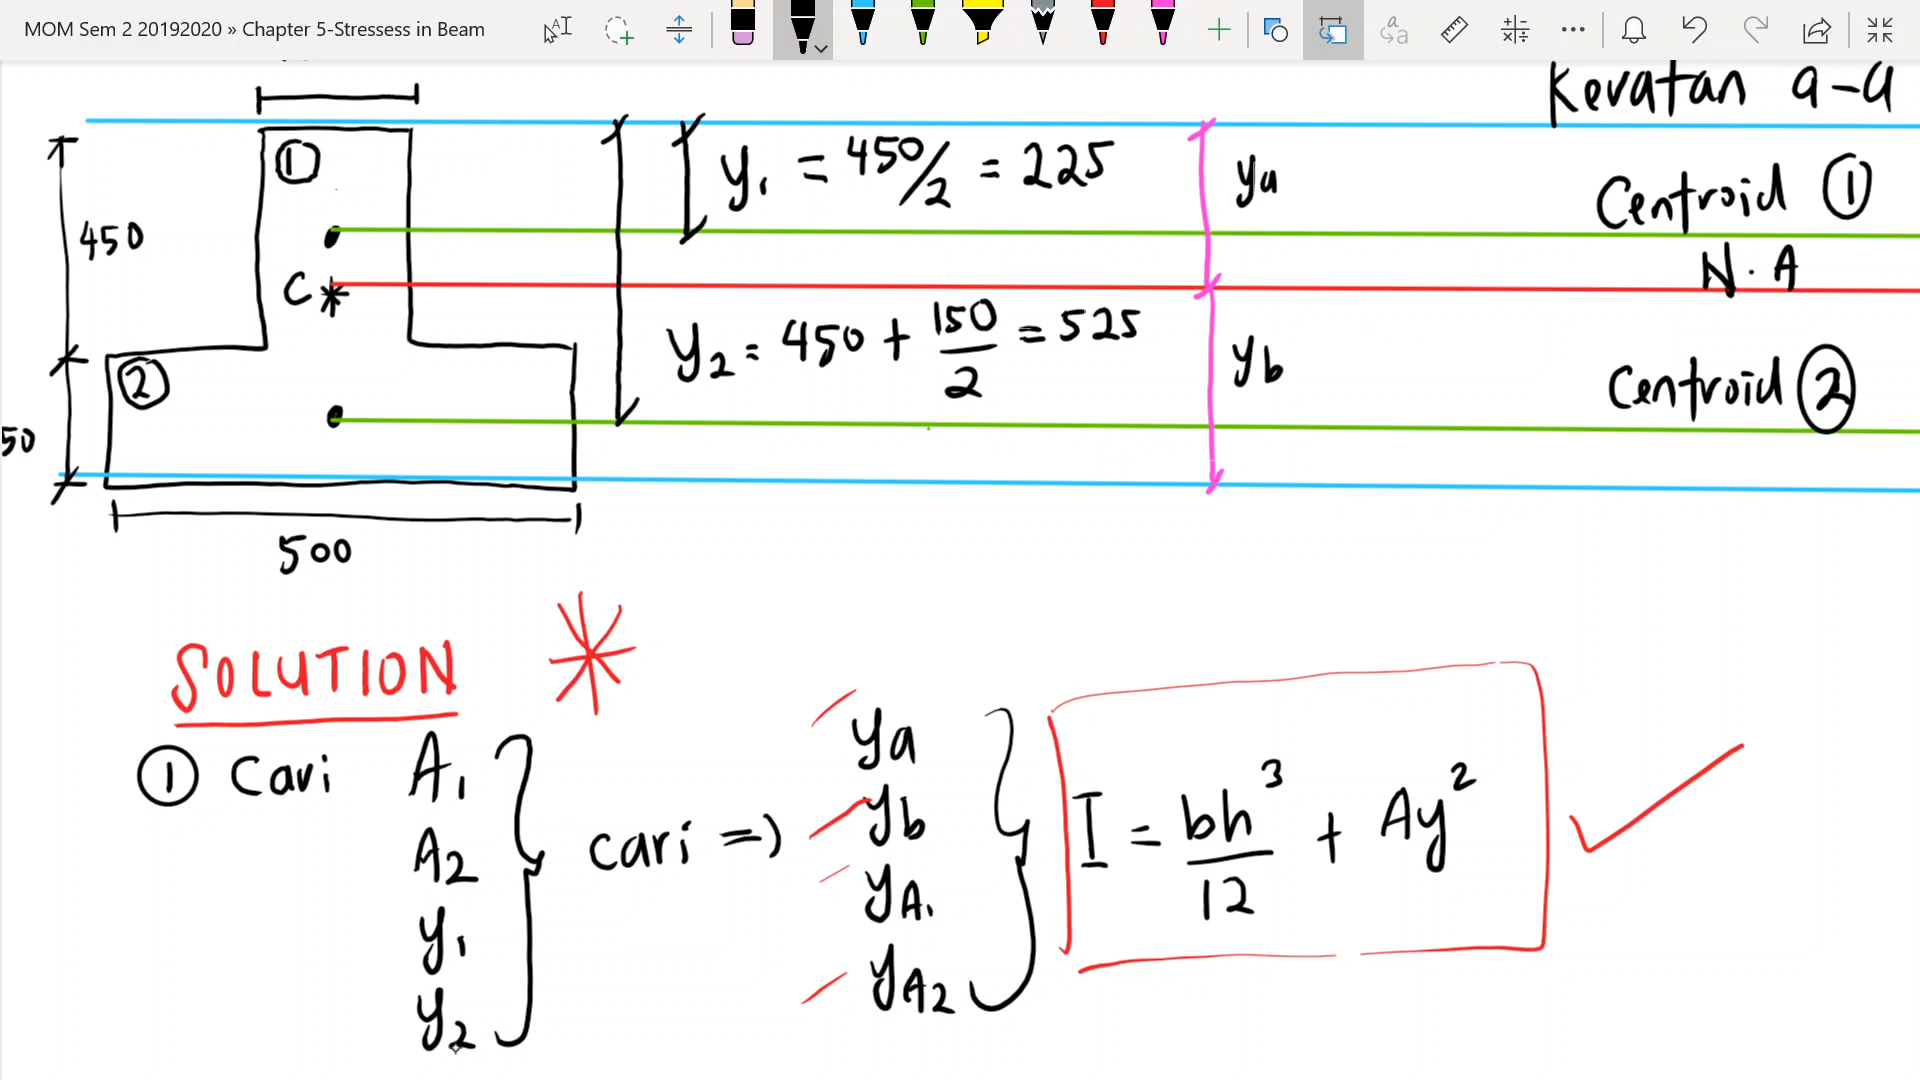 MOM Sem 2 20192020 » Chapter 5-Stressess in Beam
Keratan a-a
①
y₁ = 450/2 = 225
ya
Centroid ①
450
N.A
C
y₂ = 450 + 150/2 = 525
yb
②
Centroid ②
50
500
SOLUTION
① Cari A₁
A₂
y₁
y₂
cari =>
ya
yb
yA₁
yA₂
I = bh³/12 + Ay²